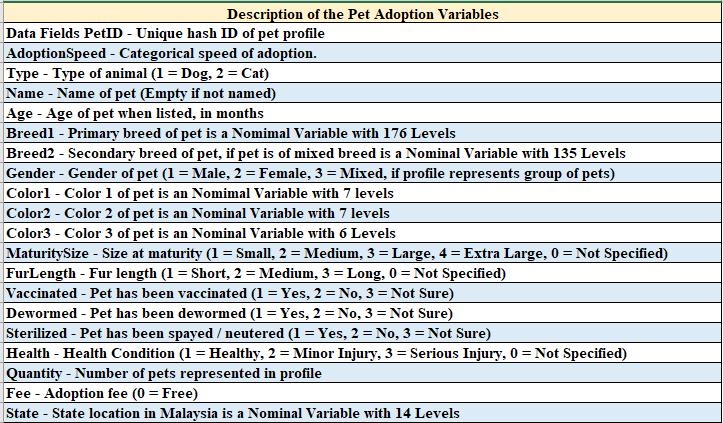 Description of the Pet Adoption Variables
Data Fields PetID - Unique hash ID of pet profile
AdoptionSpeed - Categorical speed of adoption.
Type - Type of animal (1 = Dog, 2 = Cat)
Name - Name of pet (Empty if not named)
Age - Age of pet when listed, in months
Breed1 - Primary breed of pet is a Nomimal Variable with 176 Levels
Breed2 - Secondary breed of pet, if pet is of mixed breed is a Nominal Variable with 135 Levels
Gender - Gender of pet (1 = Male, 2 = Female, 3 = Mixed, if profile represents group of pets)
Color1 - Color 1 of pet is an Nomimal Variable with 7 levels
Color2 - Color 2 of pet is an Nominal Variable with 7 levels
Color3 - Color 3 of pet is an Nominal Variable with 6 Levels
MaturitySize - Size at maturity (1 = Small, 2 = Medium, 3 = Large, 4 = Extra Large, 0 = Not Specified)
FurLength - Fur length (1 = Short, 2 = Medium, 3 = Long, 0 = Not Specified)
Vaccinated - Pet has been vaccinated (1 = Yes, 2 = No, 3 = Not Sure)
Dewormed - Pet has been dewormed (1 = Yes, 2 = No, 3 = Not Sure)
Sterilized - Pet has been spayed / neutered (1 = Yes, 2 = No, 3 = Not Sure)
Health - Health Condition (1 = Healthy, 2 = Minor Injury, 3 = Serious Injury, 0 = Not Specified)
Quantity - Number of pets represented in profile
Fee - Adoption fee (0 = Free)
State - State location in Malaysia is a Nominal Variable with 14 Levels